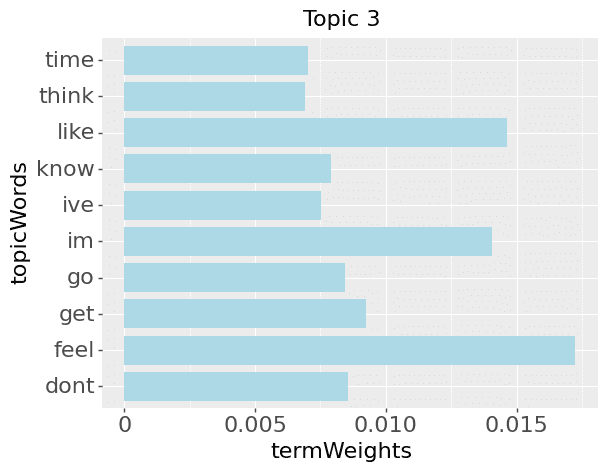 Topic 3
topicWords
time
think
like
know
ive
im
go
get
feel
dont
0 0.005 0.010 0.015
termWeights